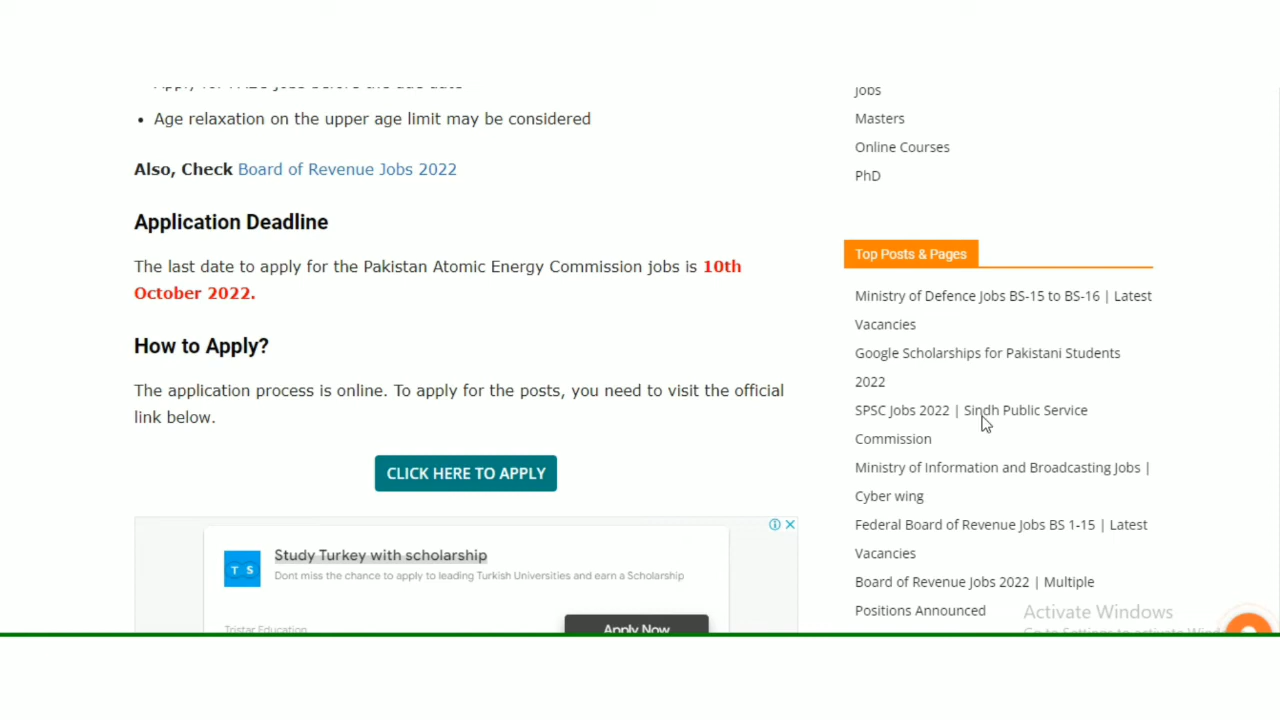 Age relaxation on the upper age limit may be considered
Also, Check Board of Revenue Jobs 2022
Application Deadline
The last date to apply for the Pakistan Atomic Energy Commission jobs is 10th
October 2022.
How to Apply?
The application process is online. To apply for the posts, you need to visit the official
link below.
CLICK HERE TO APPLY
Study Turkey with scholarship
Dont miss the chance to apply to leading Turkish Universities and earn a Scholarship
T S
Tristar Education
Apply Now
Jobs
Masters
Online Courses
PhD
Top Posts & Pages
Ministry of Defence Jobs BS-15 to BS-16 | Latest
Vacancies
Google Scholarships for Pakistani Students
2022
SPSC Jobs 2022 | Sindh Public Service
Commission
Ministry of Information and Broadcasting Jobs |
Cyber wing
Federal Board of Revenue Jobs BS 1-15 | Latest
Vacancies
Board of Revenue Jobs 2022 | Multiple
Positions Announced
Activate Windows